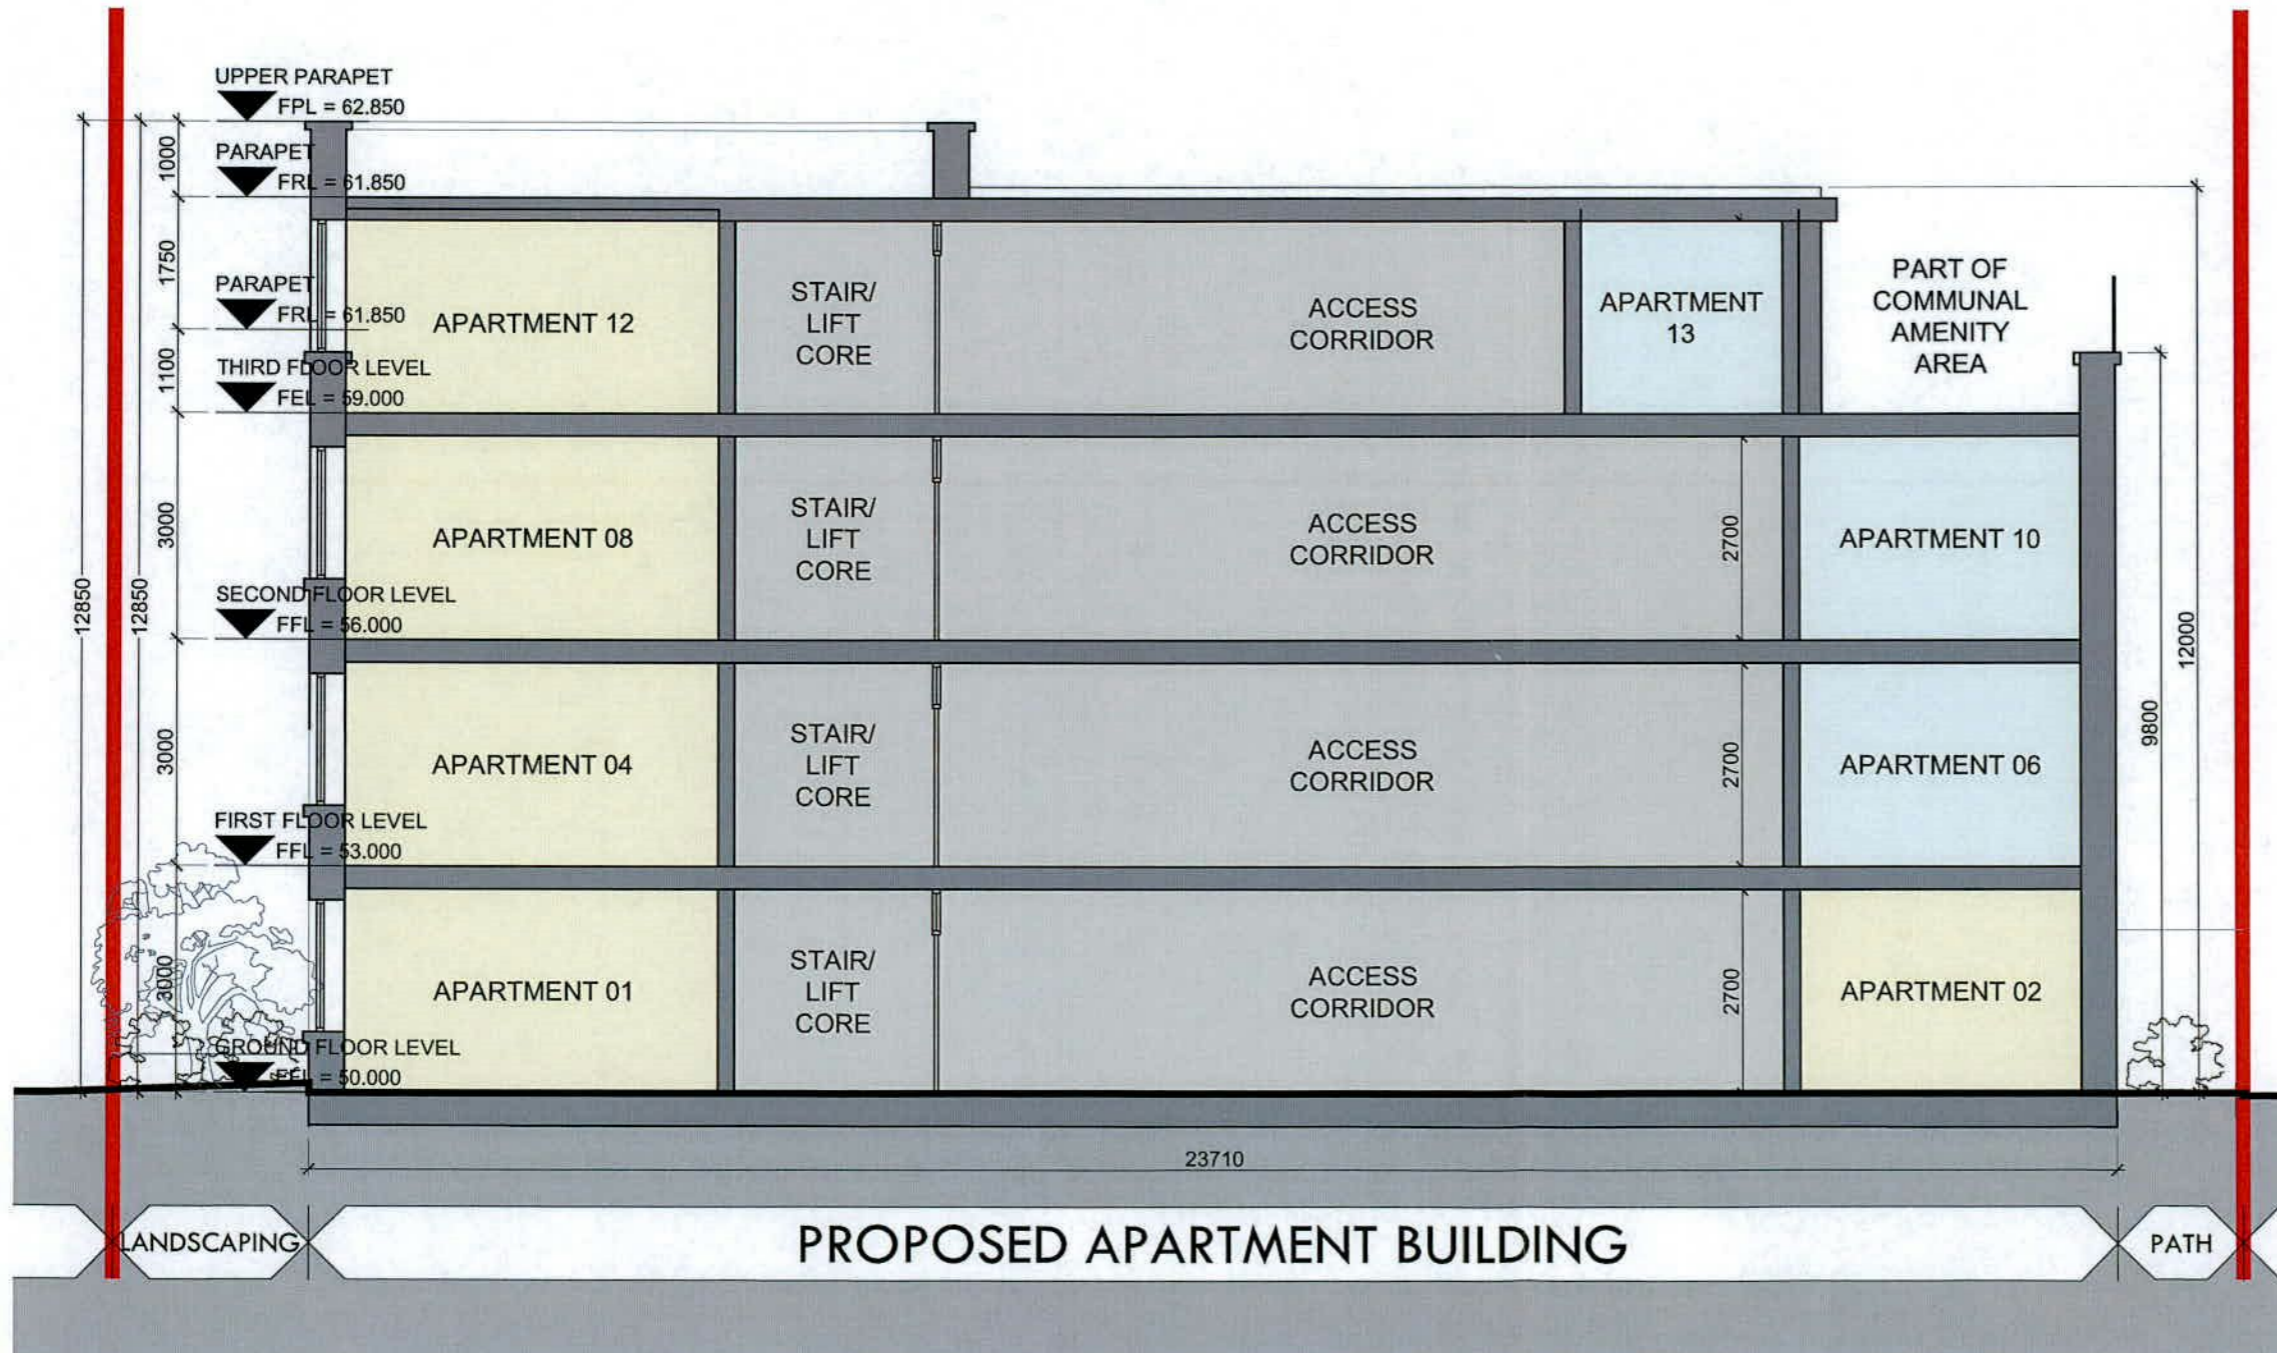 UPPER PARAPET
FPL = 62.850
PARAPET
FRL = 61.850
PARAPET
FRL = 61.850
THIRD FLOOR LEVEL
FEL = 59.000
SECOND FLOOR LEVEL
FFL = 56.000
FIRST FLOOR LEVEL
FFL = 53.000
GROUND FLOOR LEVEL
FFL = 50.000
12850
12850
1000
1750
1100
3000
3000
3000
APARTMENT 12
STAIR/
LIFT
CORE
ACCESS
CORRIDOR
APARTMENT
13
PART OF
COMMUNAL
AMENITY
AREA
APARTMENT 08
STAIR/
LIFT
CORE
ACCESS
CORRIDOR
2700
APARTMENT 10
APARTMENT 04
STAIR/
LIFT
CORE
ACCESS
CORRIDOR
2700
APARTMENT 06
APARTMENT 01
STAIR/
LIFT
CORE
ACCESS
CORRIDOR
2700
APARTMENT 02
9800
12000
23710
LANDSCAPING
PROPOSED APARTMENT BUILDING
PATH